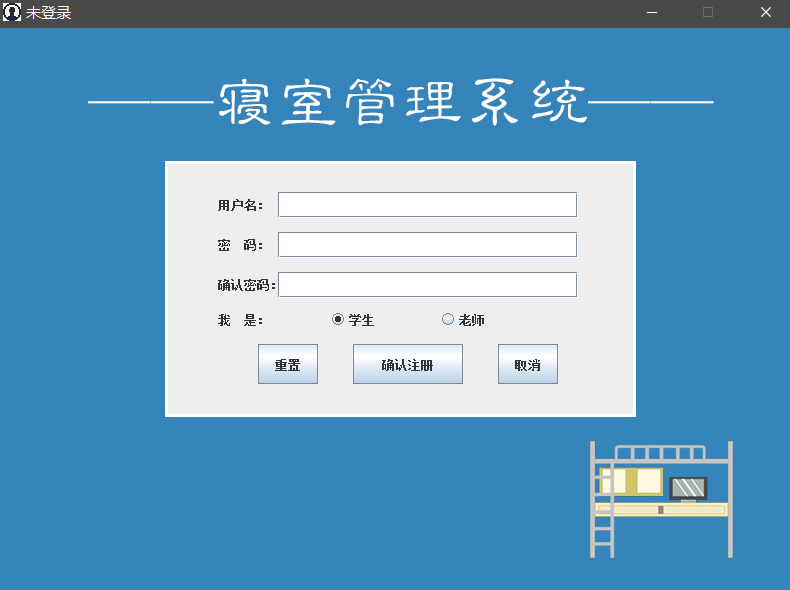 未登录
———寝室管理系统———
用户名：
密　码：
确认密码：
我　是： 学生 老师
重置 确认注册 取消